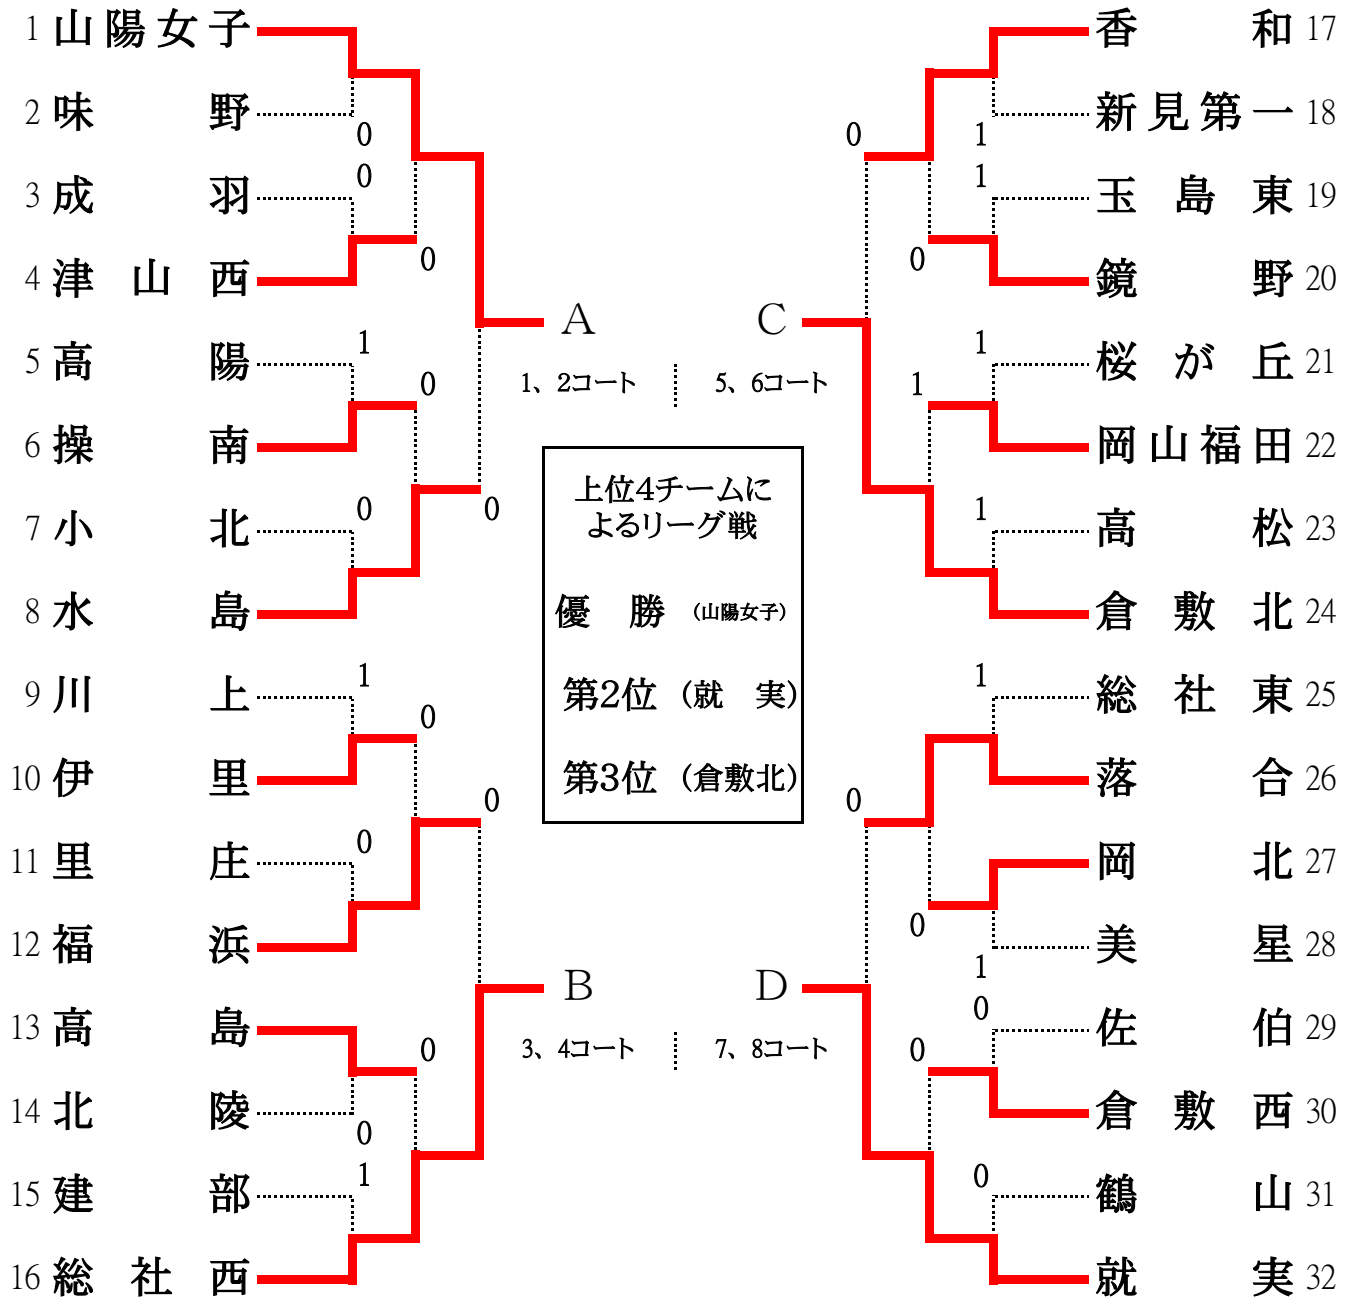 1 山陽女子
2 味野
0
0
3 成羽
0
4 津山西
A
1
5 高陽
0
1、2コート
6 操南
0
7 小北
0
8 水島
1
9 川上
0
10 伊里
0
0
11 里庄
12 福浜
B
13 高島
0
3、4コート
14 北陵
0
1
15 建部
16 総社西
上位4チームに
よるリーグ戦
優勝 (山陽女子)
第2位 (就実)
第3位 (倉敷北)
香和 17
新見第一 18
0
1
1
玉島東 19
0
鏡野 20
C
1
桜が丘 21
1
5、6コート
岡山福田 22
1
高松 23
倉敷北 24
1
総社東 25
落合 26
0
岡北 27
0
美星 28
1
D
0
佐伯 29
0
7、8コート
倉敷西 30
0
鶴山 31
就実 32